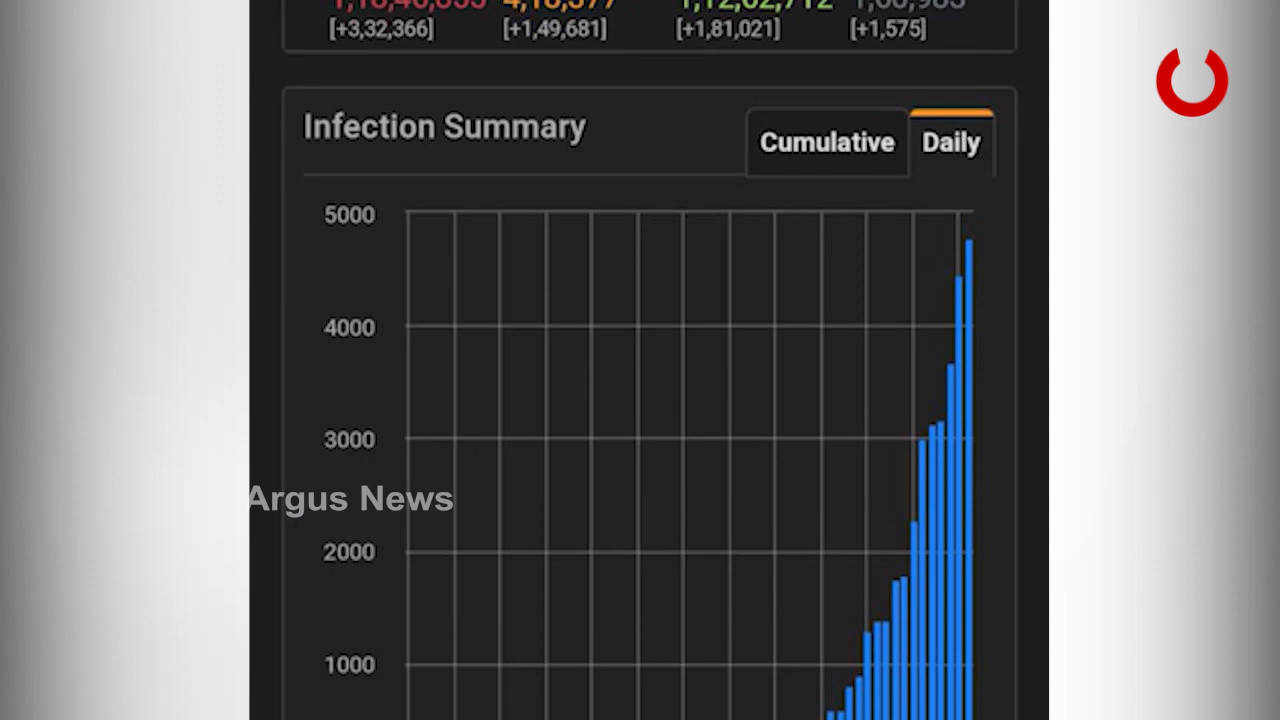 [+3,32,366] [+1,49,681] [+1,81,021] [+1,575]
Infection Summary
Cumulative Daily
5000
4000
3000
Argus News
2000
1000